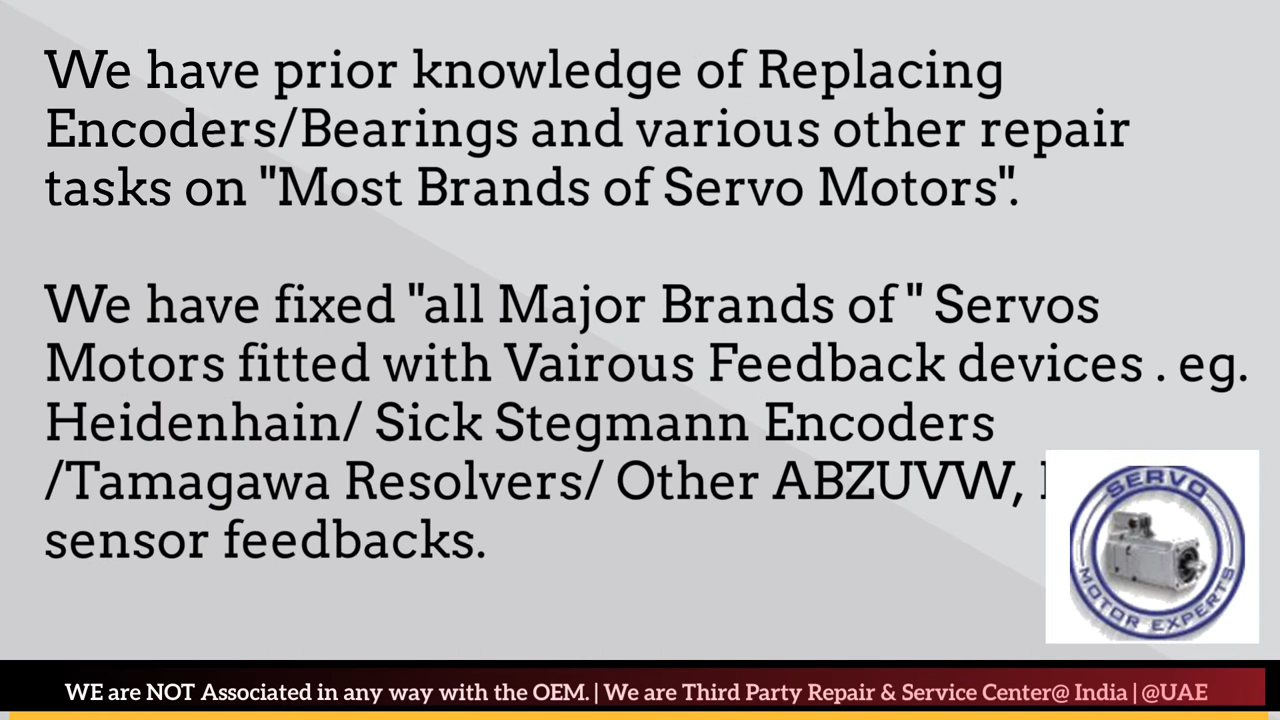 We have prior knowledge of Replacing
Encoders/Bearings and various other repair
tasks on "Most Brands of Servo Motors".
We have fixed "all Major Brands of " Servos
Motors fitted with Vairous Feedback devices . eg.
Heidenhain/ Sick Stegmann Encoders
/Tamagawa Resolvers/ Other ABZUVW,
sensor feedbacks.
SERVO
MOTOR EXPERTS
WE are NOT Associated in any way with the OEM. | We are Third Party Repair & Service Center@ India | @UAE